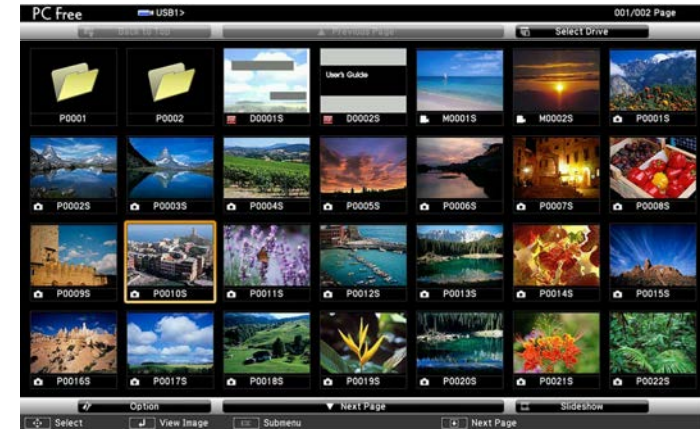 PC Free USB1> 001/002 Page
Back to Top ▲ Previous Page Select Drive
User's Guide
P0001 P0002 D0001S D0002S M0001S M0002S P0001S
P0002S P0003S P0004S P0005S P0006S P0007S P0008S
P0009S P0010S P0011S P0012S P0013S P0014S P0015S
P0016S P0017S P0018S P0019S P0020S P0021S P0022S
Option ▼ Next Page Slideshow
Select View Image Esc Submenu [+] Next Page